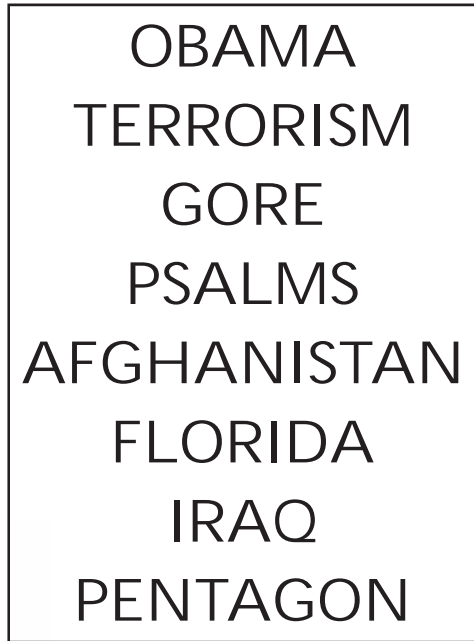 OBAMA
TERRORISM
GORE
PSALMS
AFGHANISTAN
FLORIDA
IRAQ
PENTAGON